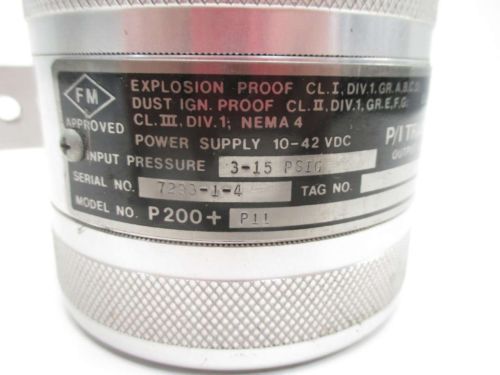 FM
APPROVED
EXPLOSION PROOF CL.I, DIV.1, GR.A,B,C,D;
DUST IGN. PROOF CL.II, DIV.1, GR.E,F,G;
CL.III. DIV.1; NEMA 4
POWER SUPPLY 10-42 VDC
INPUT PRESSURE 3-15 PSIG
SERIAL NO. 7293-1-4 TAG NO.
MODEL NO. P200+ P11
P/I